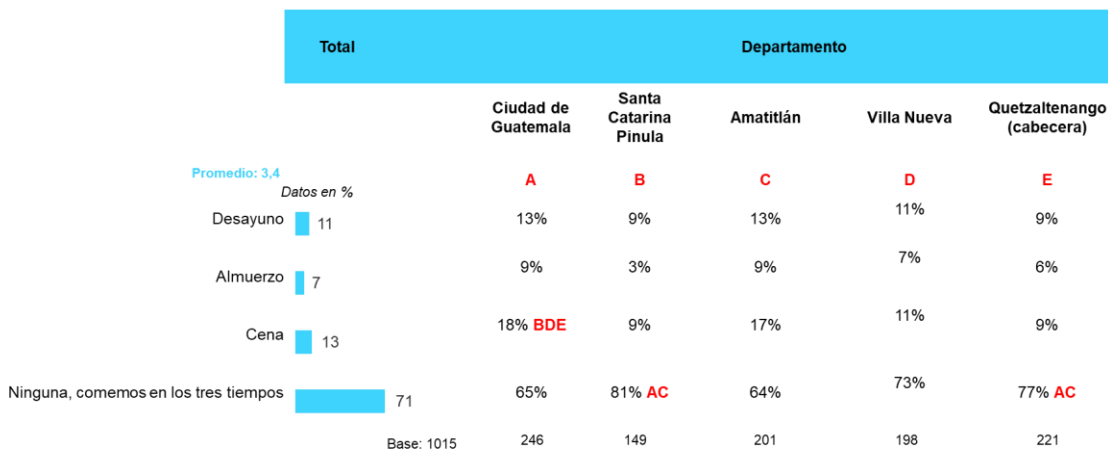 Total Departamento
Ciudad de Guatemala Santa Catarina Pinula Amatitlán Villa Nueva Quetzaltenango (cabecera)
Promedio: 3,4 A B C D E
Datos en %
Desayuno 11 13% 9% 13% 11% 9%
Almuerzo 7 9% 3% 9% 7% 6%
Cena 13 18% BDE 9% 17% 11% 9%
Ninguna, comemos en los tres tiempos 71 65% 81% AC 64% 73% 77% AC
Base: 1015 246 149 201 198 221